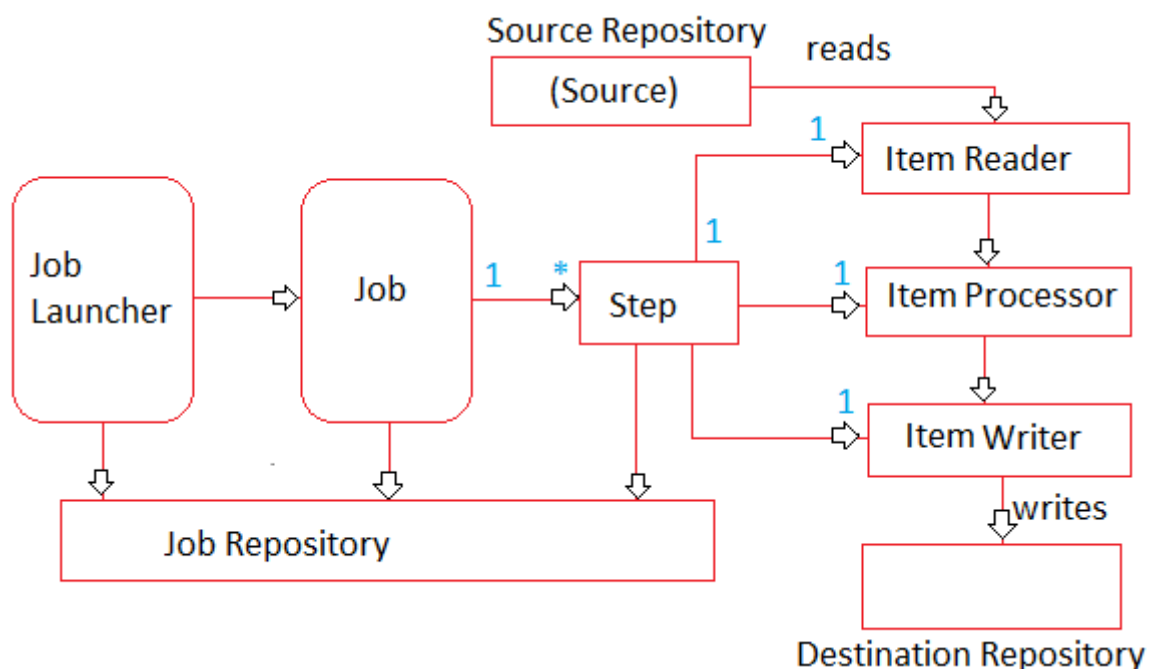 Source Repository
reads
(Source)
1
Item Reader
1
Job
Launcher
Job
1
*
Step
1
Item Processor
1
Item Writer
Job Repository
writes
Destination Repository